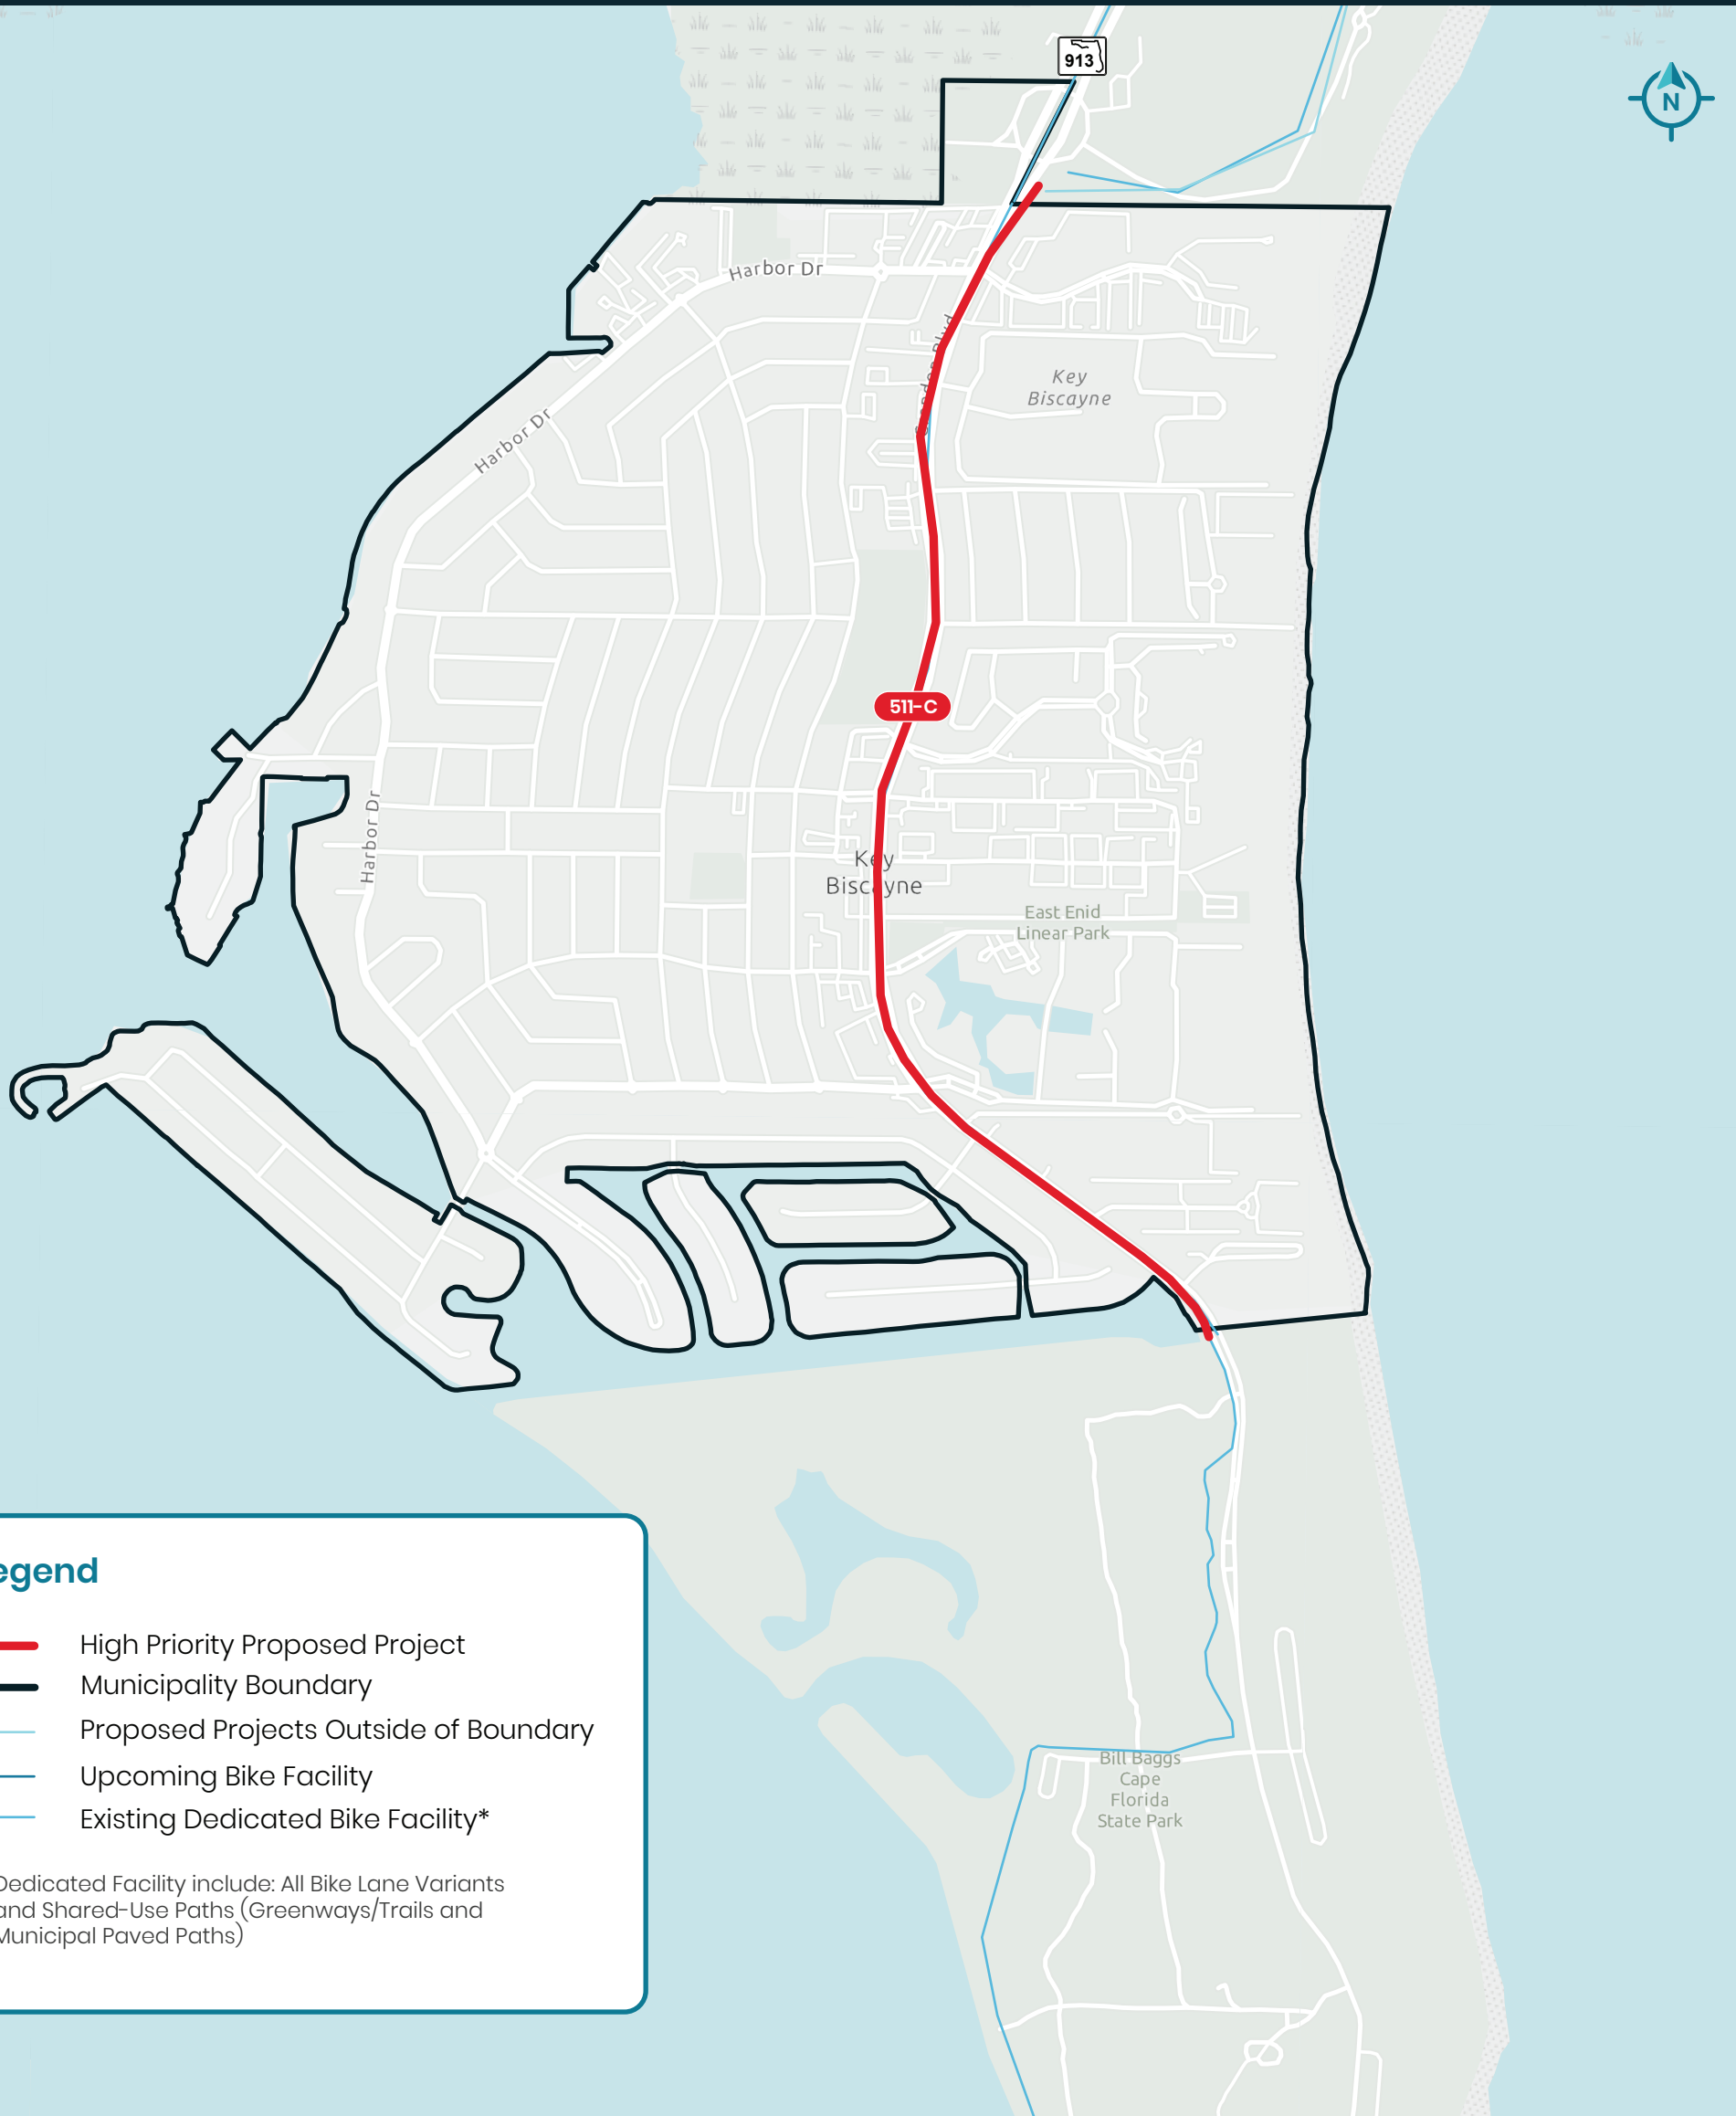 913
N
Harbor Dr
Key
Biscayne
Harbor Dr
511-C
Harbor Dr
Key
Biscayne
East Enid
Linear Park
egend
High Priority Proposed Project
Municipality Boundary
Proposed Projects Outside of Boundary
Upcoming Bike Facility
Existing Dedicated Bike Facility*
Dedicated Facility include: All Bike Lane Variants
and Shared-Use Paths (Greenways/Trails and
Municipal Paved Paths)
Bill Baggs
Cape
Florida
State Park